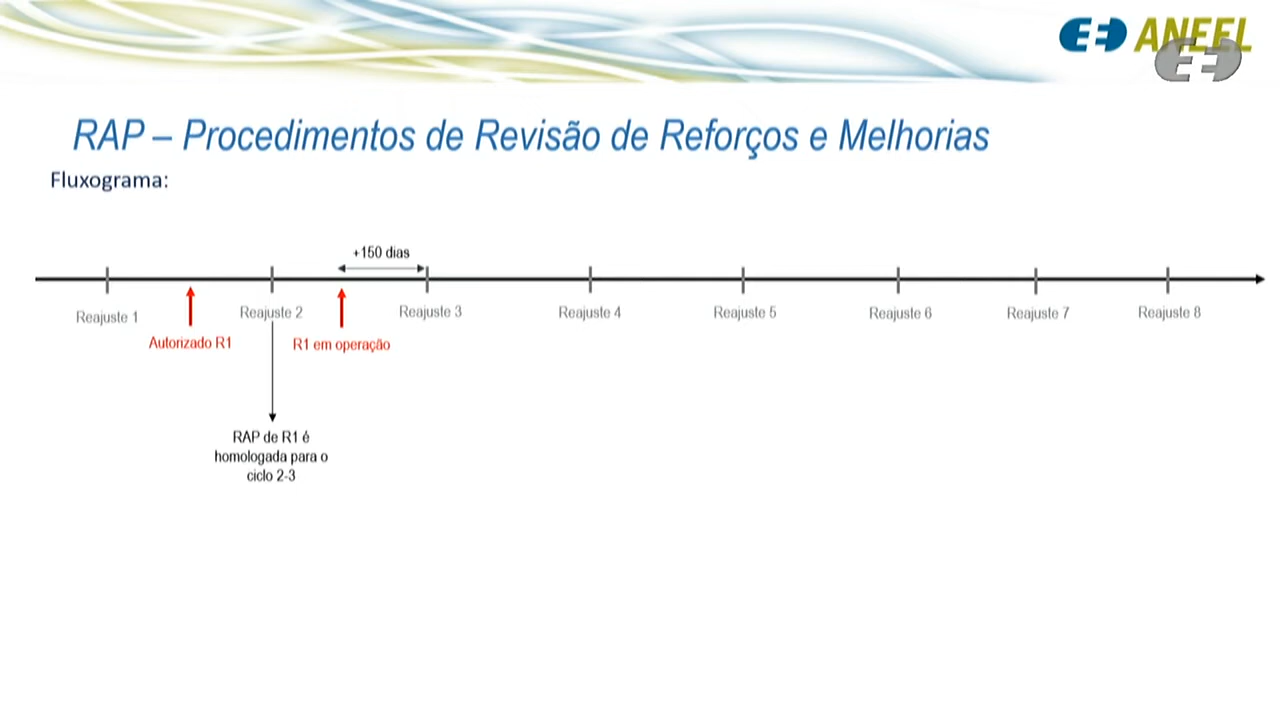 ANEEL
RAP – Procedimentos de Revisão de Reforços e Melhorias
Fluxograma:
+150 dias
Reajuste 1
Reajuste 2
Reajuste 3
Reajuste 4
Reajuste 5
Reajuste 6
Reajuste 7
Reajuste 8
Autorizado R1
R1 em operação
RAP de R1 é
homologada para o
ciclo 2-3